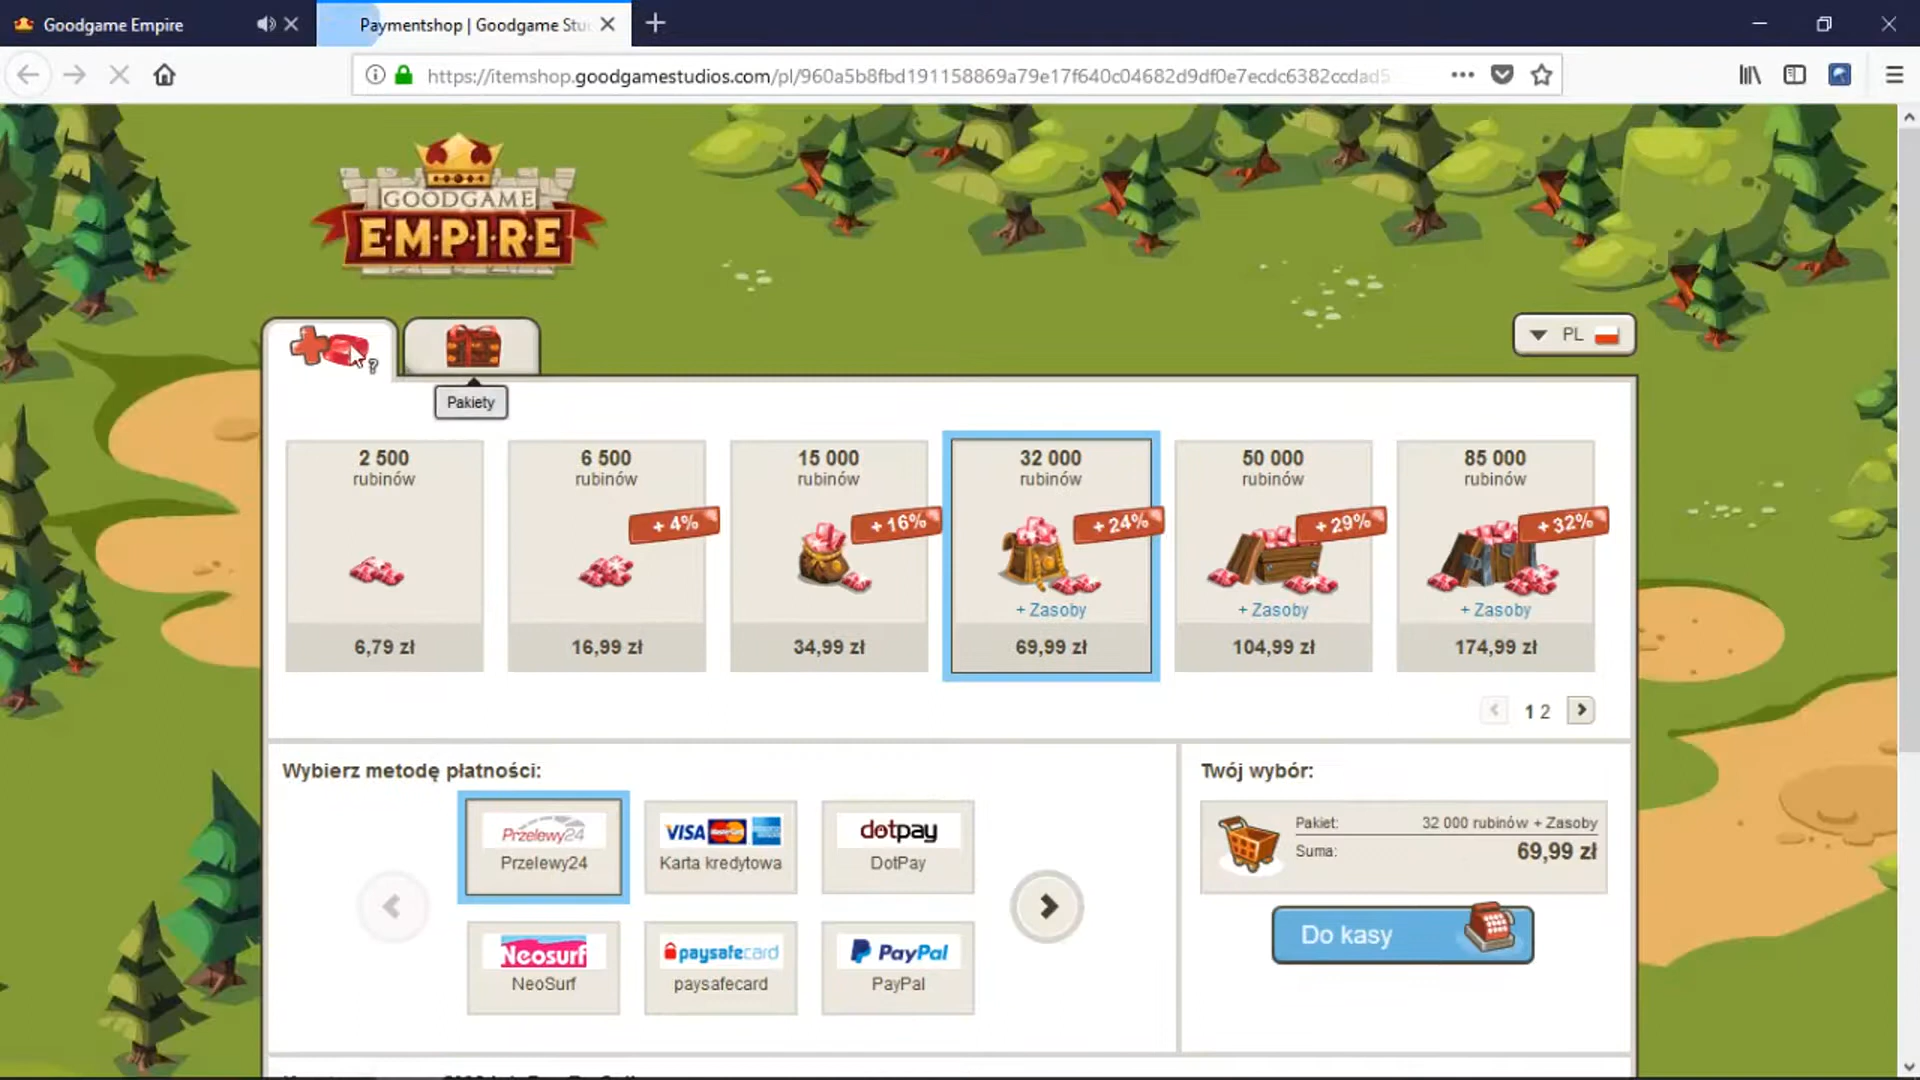 Goodgame Empire
Paymentshop | Goodgame Stu
https://itemshop.goodgamestudios.com/pl/960a5b8fbd191158869a79e17f640c04682d9df0e7ecdc6382ccdad5
GOODGAME
EMPIRE
PL
Pakiety
2 500
rubinów
6,79 zł
6 500
rubinów
+ 4%
16,99 zł
15 000
rubinów
+ 16%
34,99 zł
32 000
rubinów
+ 24%
+ Zasoby
69,99 zł
50 000
rubinów
+ 29%
+ Zasoby
104,99 zł
85 000
rubinów
+ 32%
+ Zasoby
174,99 zł
1 2
Wybierz metodę płatności:
Przelewy24
Przelewy24
VISA MasterCard
Karta kredytowa
dotpay
DotPay
Neosurf
NeoSurf
paysafecard
paysafecard
PayPal
PayPal
Twój wybór:
Pakiet: 32 000 rubinów + Zasoby
Suma: 69,99 zł
Do kasy